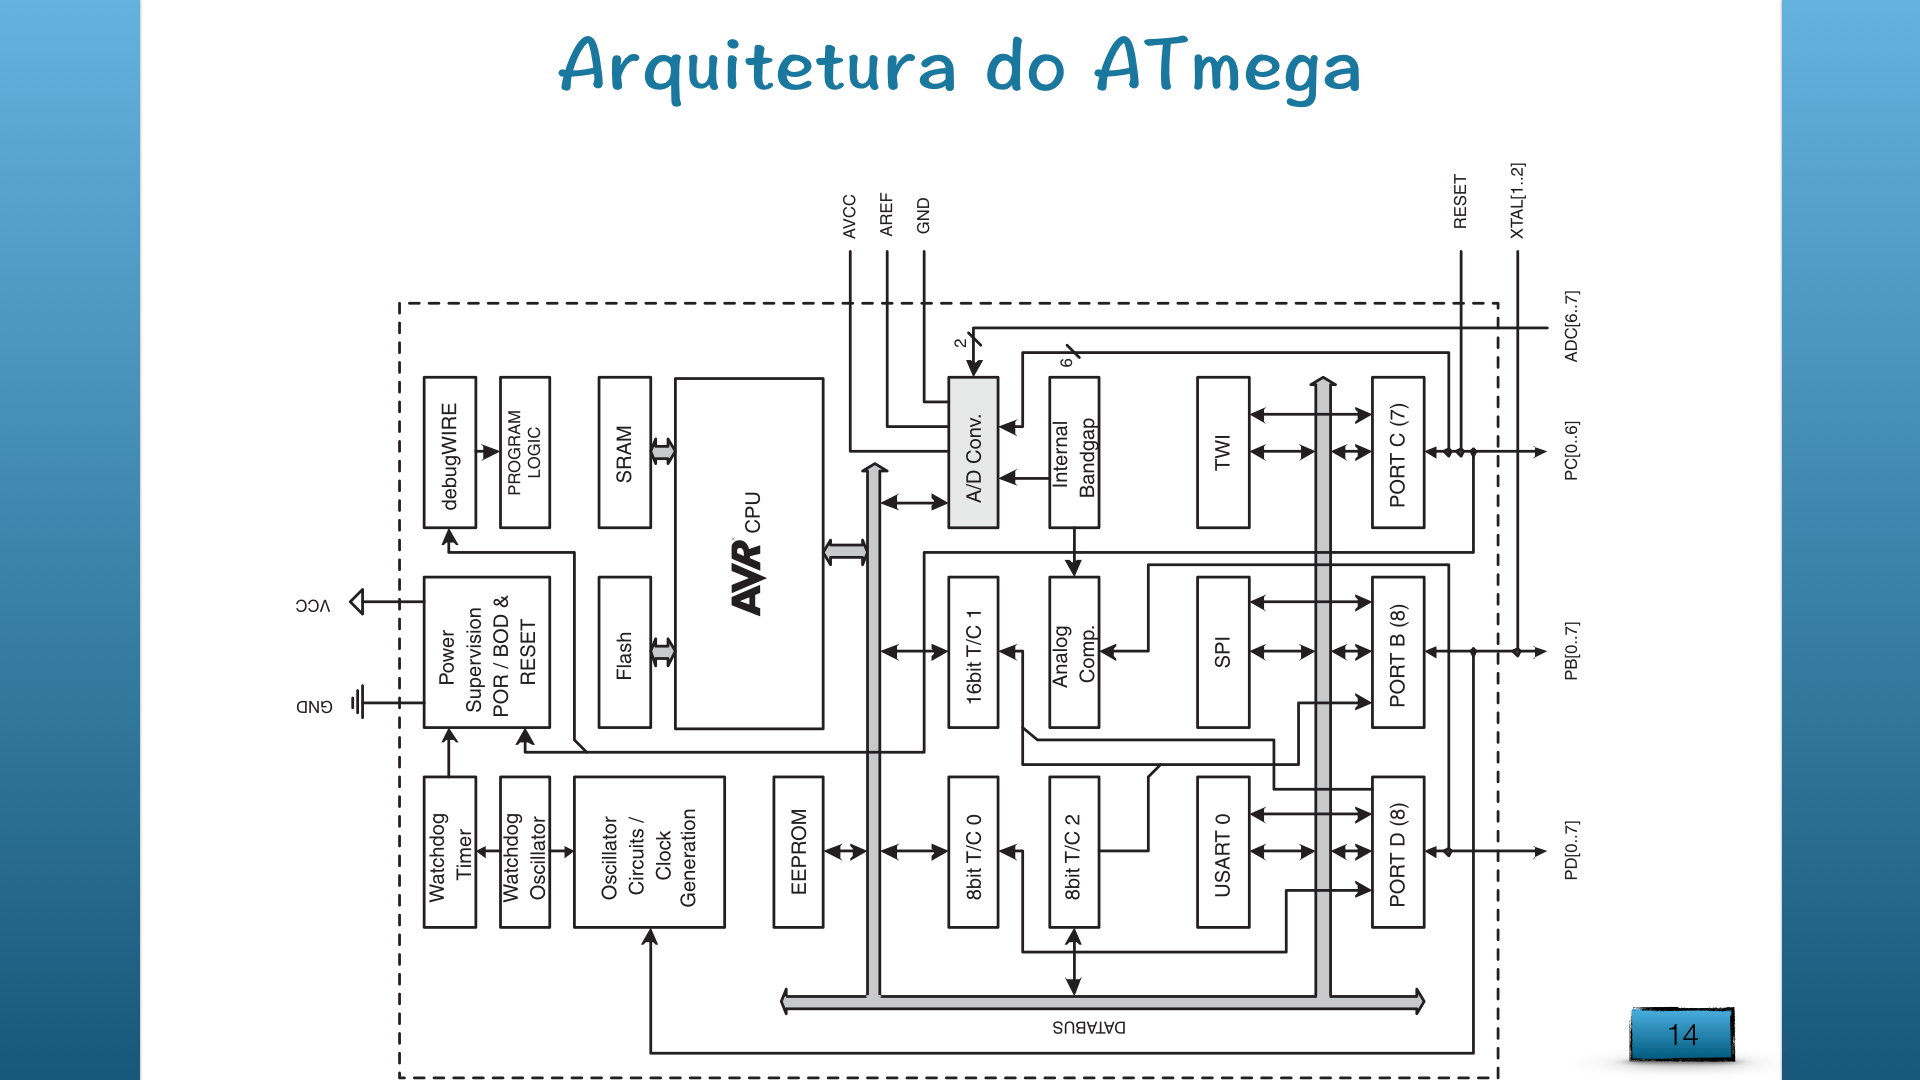 Arquitetura do ATmega
AVCC
AREF
GND
RESET
XTAL[1..2]
ADC[6..7]
2
6
debugWIRE
PROGRAM
LOGIC
SRAM
AVR CPU
A/D Conv.
Internal
Bandgap
TWI
PORT C (7)
PC[0..6]
VCC
GND
Power
Supervision
POR / BOD &
RESET
Flash
16bit T/C 1
Analog
Comp.
SPI
PORT B (8)
PB[0..7]
Watchdog
Timer
Watchdog
Oscillator
Oscillator
Circuits /
Clock
Generation
EEPROM
8bit T/C 0
8bit T/C 2
USART 0
PORT D (8)
PD[0..7]
DATABUS
14